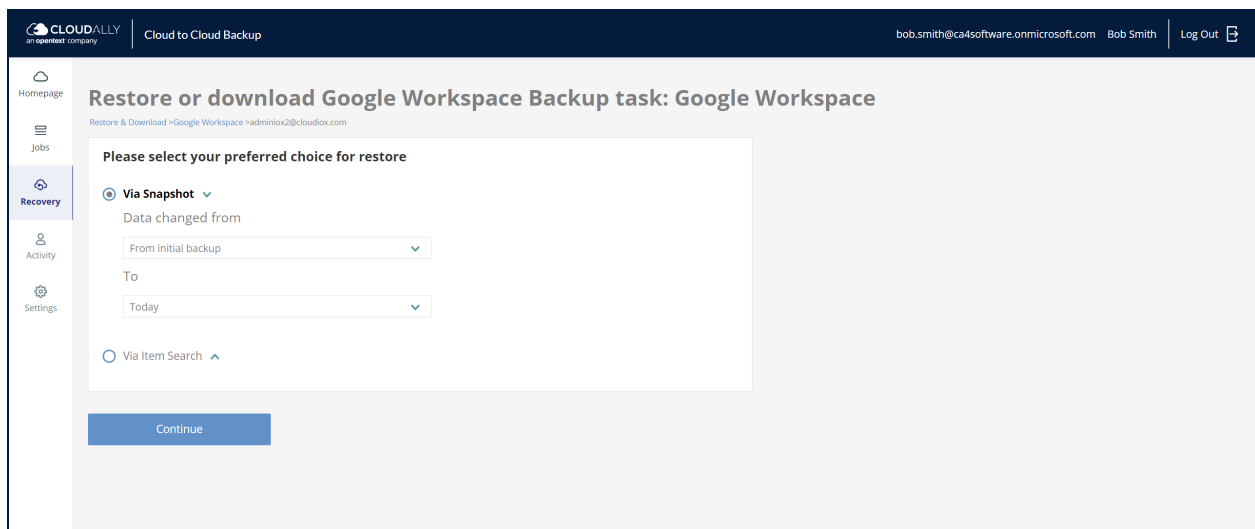 CLOUDALLY
an opentext company
Cloud to Cloud Backup
bob.smith@ca4software.onmicrosoft.com Bob Smith Log Out
Homepage
Jobs
Recovery
Activity
Settings
Restore or download Google Workspace Backup task: Google Workspace
Restore & Download >Google Workspace >adminiox2@cloudiox.com
Please select your preferred choice for restore
Via Snapshot
Data changed from
From initial backup
To
Today
Via Item Search
Continue